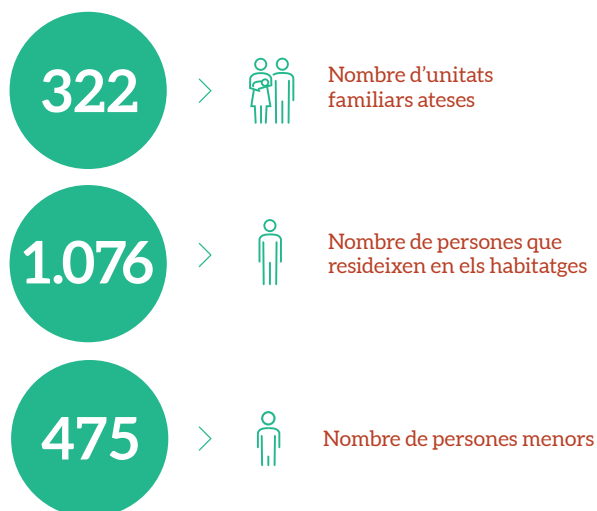 322
Nombre d’unitats
familiars ateses
1.076
Nombre de persones que
resideixen en els habitatges
475
Nombre de persones menors